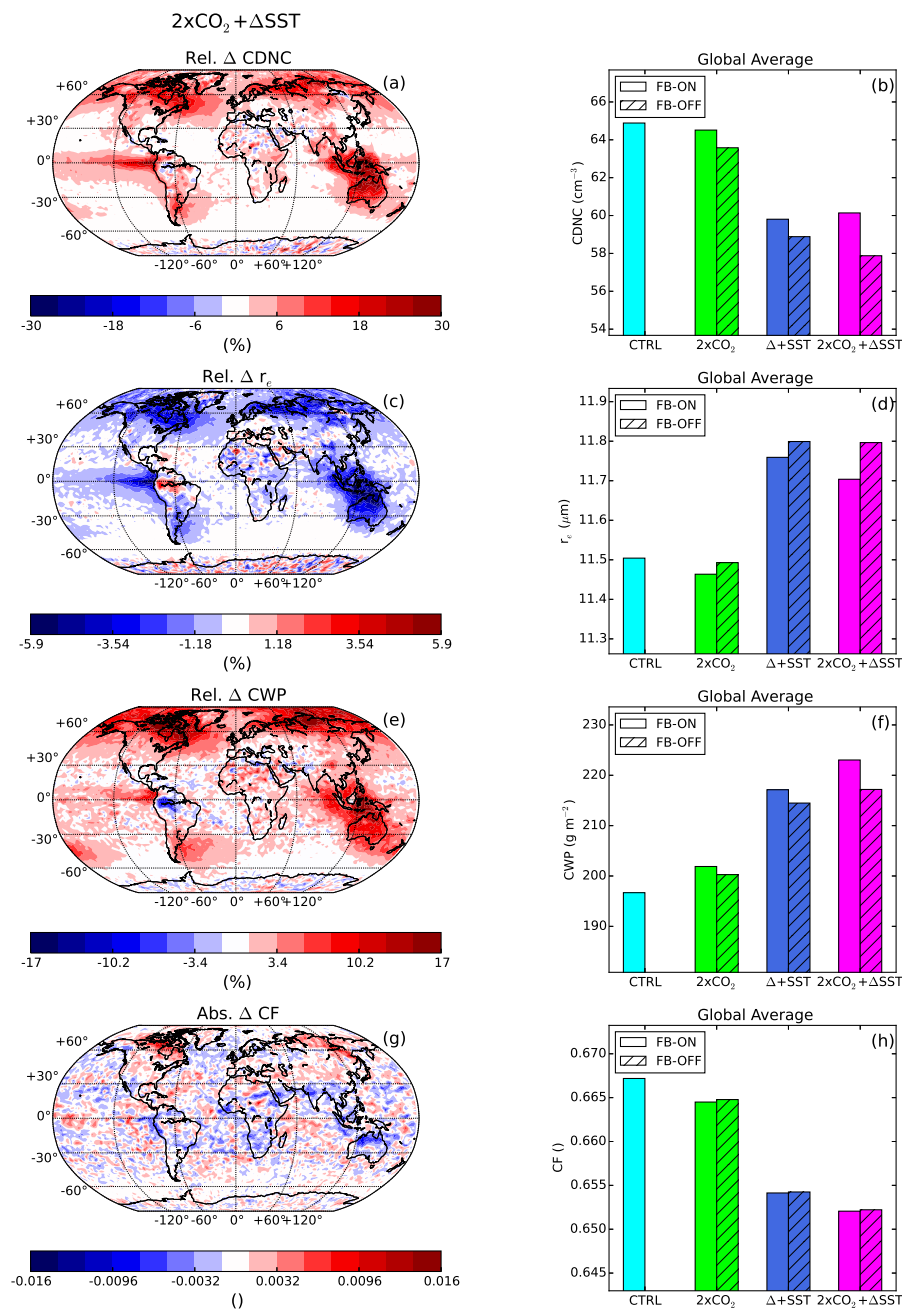 2xCO₂+ΔSST
Rel. Δ CDNC
(a)
+60°
+30°
0°
-30°
-60°
-120° -60° 0° +60° +120°
-30 -18 -6 6 18 30
(%)
Global Average
(b)
FB-ON
FB-OFF
CDNC (cm⁻³)
66
64
62
60
58
56
54
CTRL 2xCO₂ Δ+SST 2xCO₂+ΔSST
Rel. Δ rₑ
(c)
+60°
+30°
0°
-30°
-60°
-120° -60° 0° +60° +120°
-5.9 -3.54 -1.18 1.18 3.54 5.9
(%)
Global Average
(d)
FB-ON
FB-OFF
rₑ (μm)
11.9
11.8
11.7
11.6
11.5
11.4
11.3
CTRL 2xCO₂ Δ+SST 2xCO₂+ΔSST
Rel. Δ CWP
(e)
+60°
+30°
0°
-30°
-60°
-120° -60° 0° +60° +120°
-17 -10.2 -3.4 3.4 10.2 17
(%)
Global Average
(f)
FB-ON
FB-OFF
CWP (g m⁻²)
230
220
210
200
190
CTRL 2xCO₂ Δ+SST 2xCO₂+ΔSST
Abs. Δ CF
(g)
+60°
+30°
0°
-30°
-60°
-120° -60° 0° +60° +120°
-0.016 -0.0096 -0.0032 0.0032 0.0096 0.016
()
Global Average
(h)
FB-ON
FB-OFF
CF ()
0.670
0.665
0.660
0.655
0.650
0.645
CTRL 2xCO₂ Δ+SST 2xCO₂+ΔSST